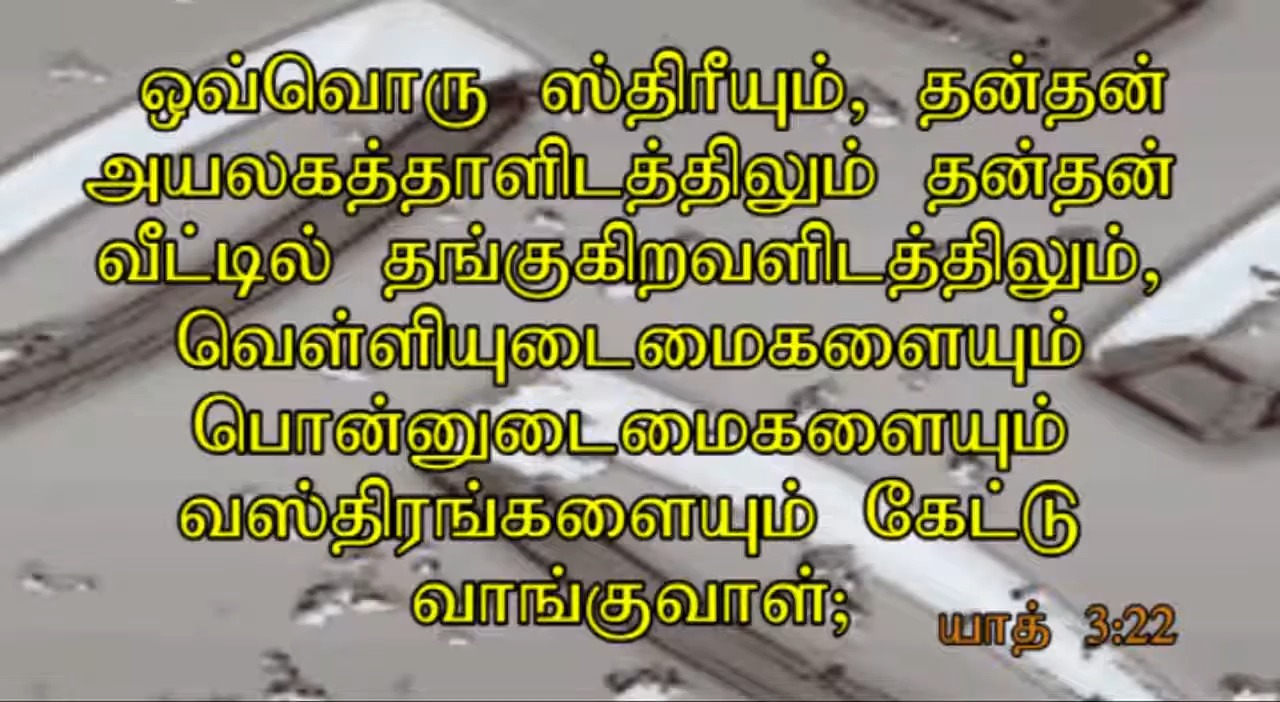 ஒவ்வொரு ஸ்திரீயும், தன்தன்
அயலகத்தாளிடத்திலும் தன்தன்
வீட்டில் தங்குகிறவளிடத்திலும்,
வெள்ளியுடைமைகளையும்
பொன்னுடைமைகளையும்
வஸ்திரங்களையும் கேட்டு
வாங்குவாள்;
யாத் 3:22